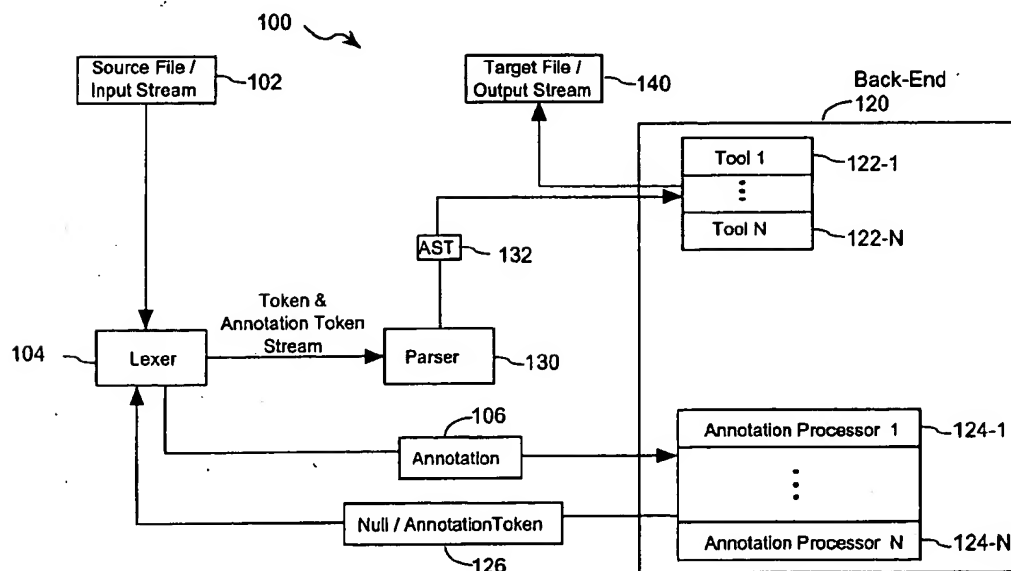 100
Source File /
Input Stream
102
Target File /
Output Stream
140
Back-End
120
Tool 1
122-1
Tool N
122-N
AST
132
Token &
Annotation Token
Stream
104
Lexer
Parser
130
106
Annotation
Annotation Processor 1
124-1
Null / AnnotationToken
126
Annotation Processor N
124-N